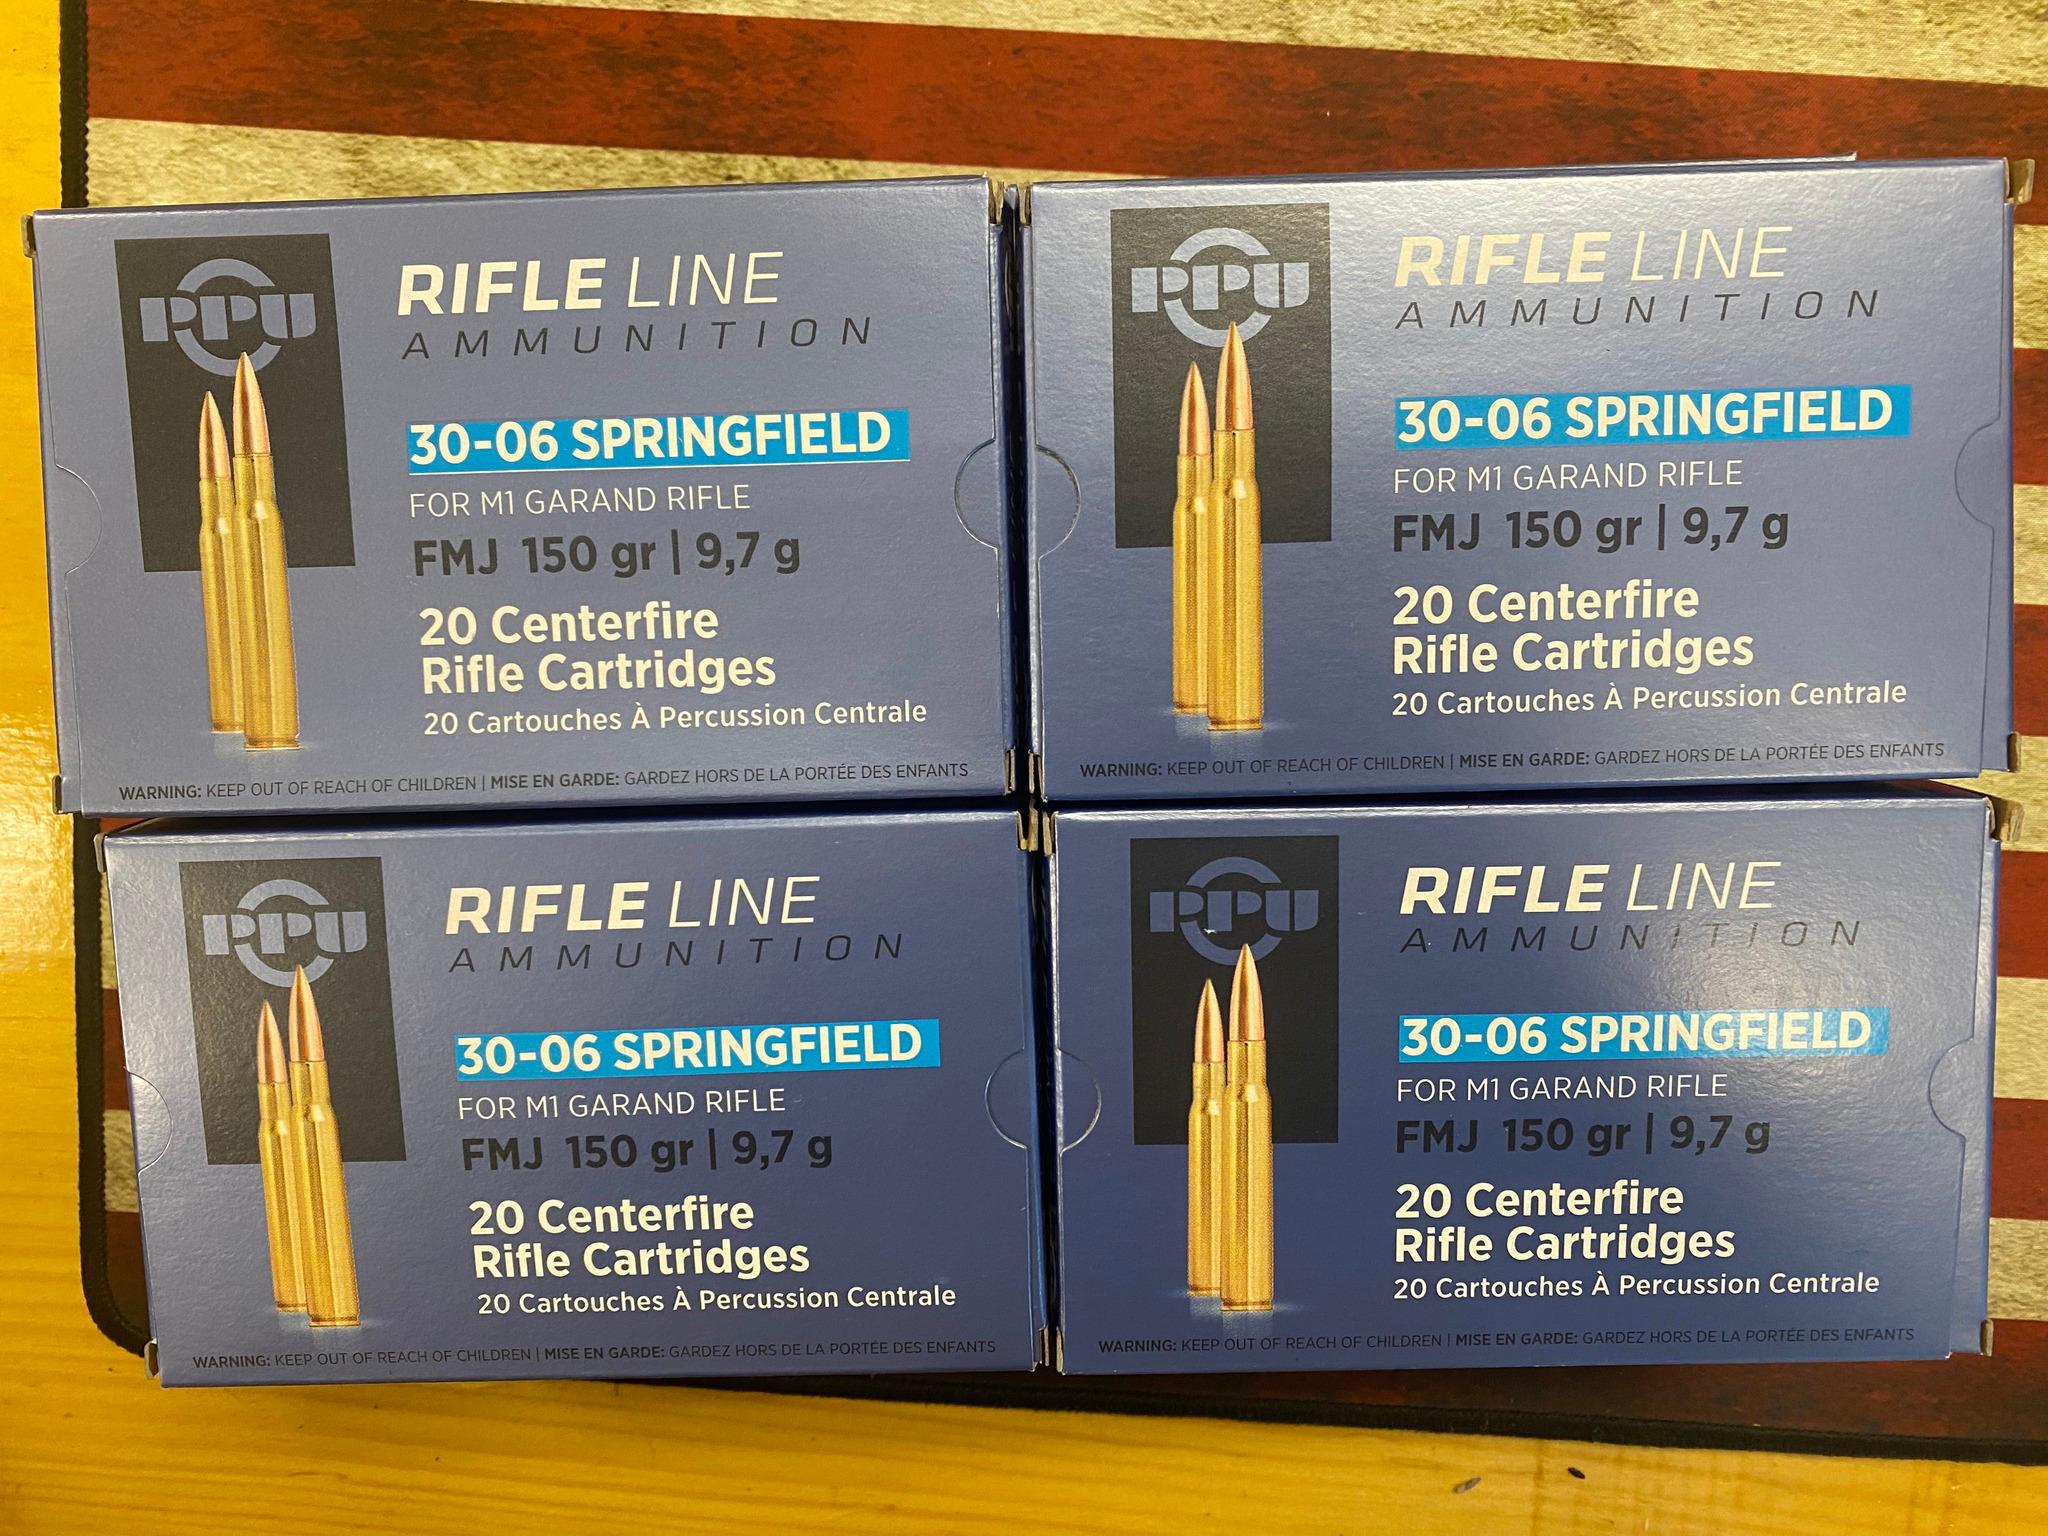 PPU
RIFLE LINE
AMMUNITION
30-06 SPRINGFIELD
FOR M1 GARAND RIFLE
FMJ 150 gr | 9,7 g
20 Centerfire
Rifle Cartridges
20 Cartouches À Percussion Centrale
WARNING: KEEP OUT OF REACH OF CHILDREN | MISE EN GARDE: GARDEZ HORS DE LA PORTÉE DES ENFANTS
PPU
RIFLE LINE
AMMUNITION
30-06 SPRINGFIELD
FOR M1 GARAND RIFLE
FMJ 150 gr | 9,7 g
20 Centerfire
Rifle Cartridges
20 Cartouches À Percussion Centrale
WARNING: KEEP OUT OF REACH OF CHILDREN | MISE EN GARDE: GARDEZ HORS DE LA PORTÉE DES ENFANTS
PPU
RIFLE LINE
AMMUNITION
30-06 SPRINGFIELD
FOR M1 GARAND RIFLE
FMJ 150 gr | 9,7 g
20 Centerfire
Rifle Cartridges
20 Cartouches À Percussion Centrale
WARNING: KEEP OUT OF REACH OF CHILDREN | MISE EN GARDE: GARDEZ HORS DE LA PORTÉE DES ENFANTS
PPU
RIFLE LINE
AMMUNITION
30-06 SPRINGFIELD
FOR M1 GARAND RIFLE
FMJ 150 gr | 9,7 g
20 Centerfire
Rifle Cartridges
20 Cartouches À Percussion Centrale
WARNING: KEEP OUT OF REACH OF CHILDREN | MISE EN GARDE: GARDEZ HORS DE LA PORTÉE DES ENFANTS